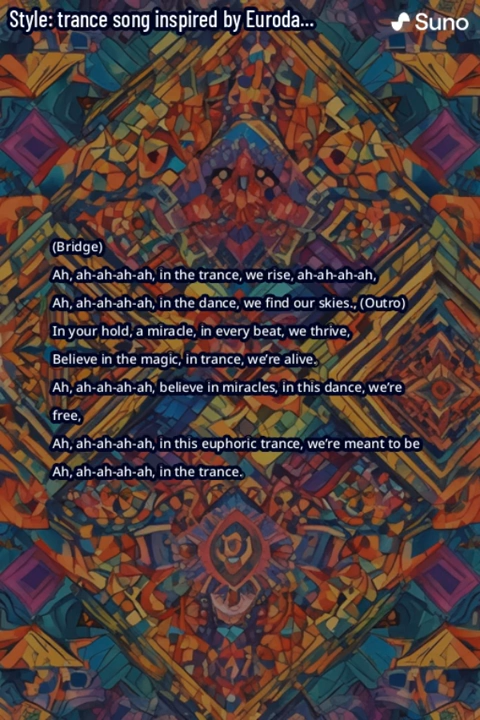 Style: trance song inspired by Euroda...
Suno
(Bridge)
Ah, ah-ah-ah-ah, in the trance, we rise, ah-ah-ah-ah,
Ah, ah-ah-ah-ah, in the dance, we find our skies., (Outro)
In your hold, a miracle, in every beat, we thrive,
Believe in the magic, in trance, we’re alive.
Ah, ah-ah-ah-ah, believe in miracles, in this dance, we’re
free,
Ah, ah-ah-ah-ah, in this euphoric trance, we’re meant to be
Ah, ah-ah-ah-ah, in the trance.